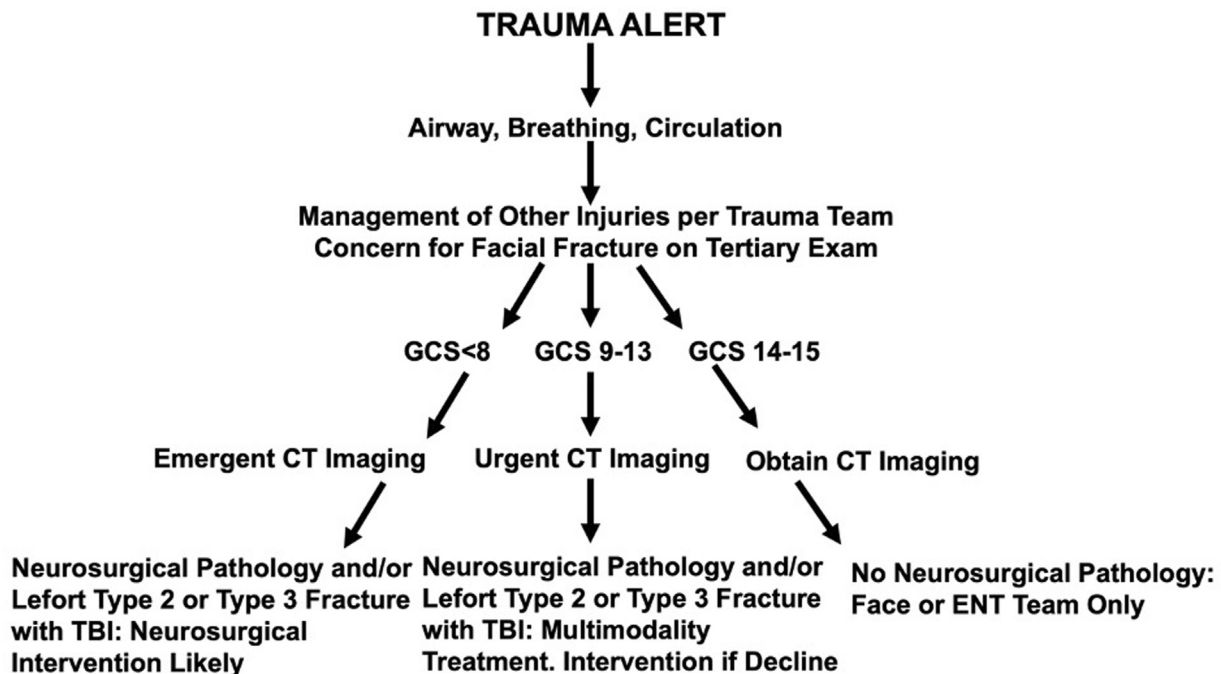 TRAUMA ALERT
Airway, Breathing, Circulation
Management of Other Injuries per Trauma Team
Concern for Facial Fracture on Tertiary Exam
GCS<8
GCS 9-13
GCS 14-15
Emergent CT Imaging
Urgent CT Imaging
Obtain CT Imaging
Neurosurgical Pathology and/or
Lefort Type 2 or Type 3 Fracture
with TBI: Neurosurgical
Intervention Likely
Neurosurgical Pathology and/or
Lefort Type 2 or Type 3 Fracture
with TBI: Multimodality
Treatment. Intervention if Decline
No Neurosurgical Pathology:
Face or ENT Team Only